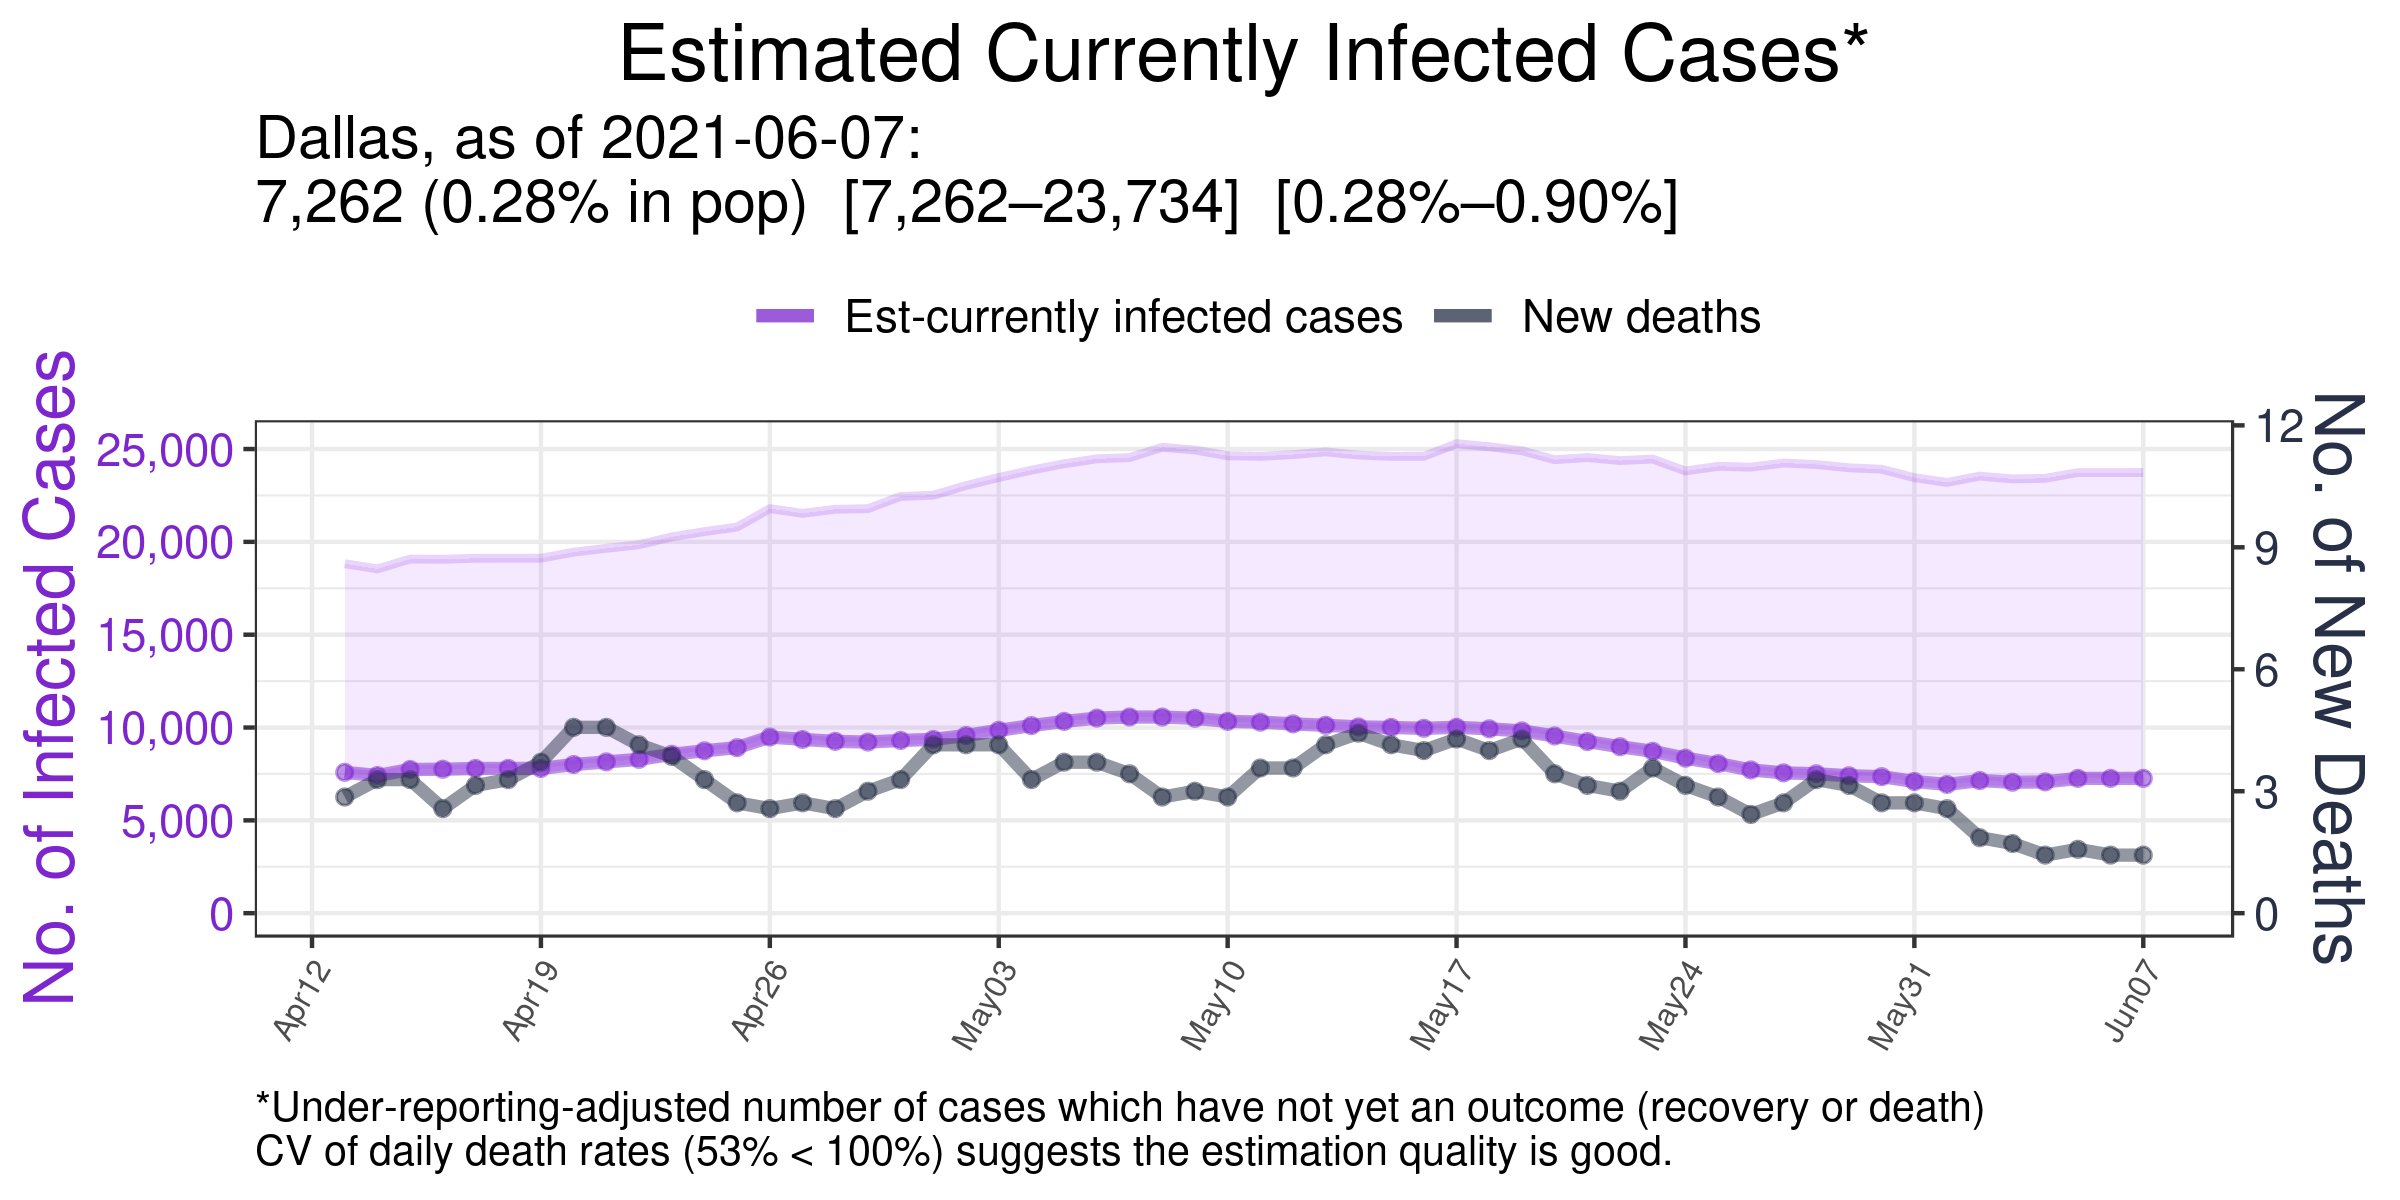 Estimated Currently Infected Cases*
Dallas, as of 2021-06-07:
7,262 (0.28% in pop)  [7,262–23,734]  [0.28%–0.90%]
Est-currently infected cases
New deaths
No. of Infected Cases
25,000
20,000
15,000
10,000
5,000
0
12
9
6
3
0
No. of New Deaths
Apr12
Apr19
Apr26
May03
May10
May17
May24
May31
Jun07
*Under-reporting-adjusted number of cases which have not yet an outcome (recovery or death)
CV of daily death rates (53% < 100%) suggests the estimation quality is good.